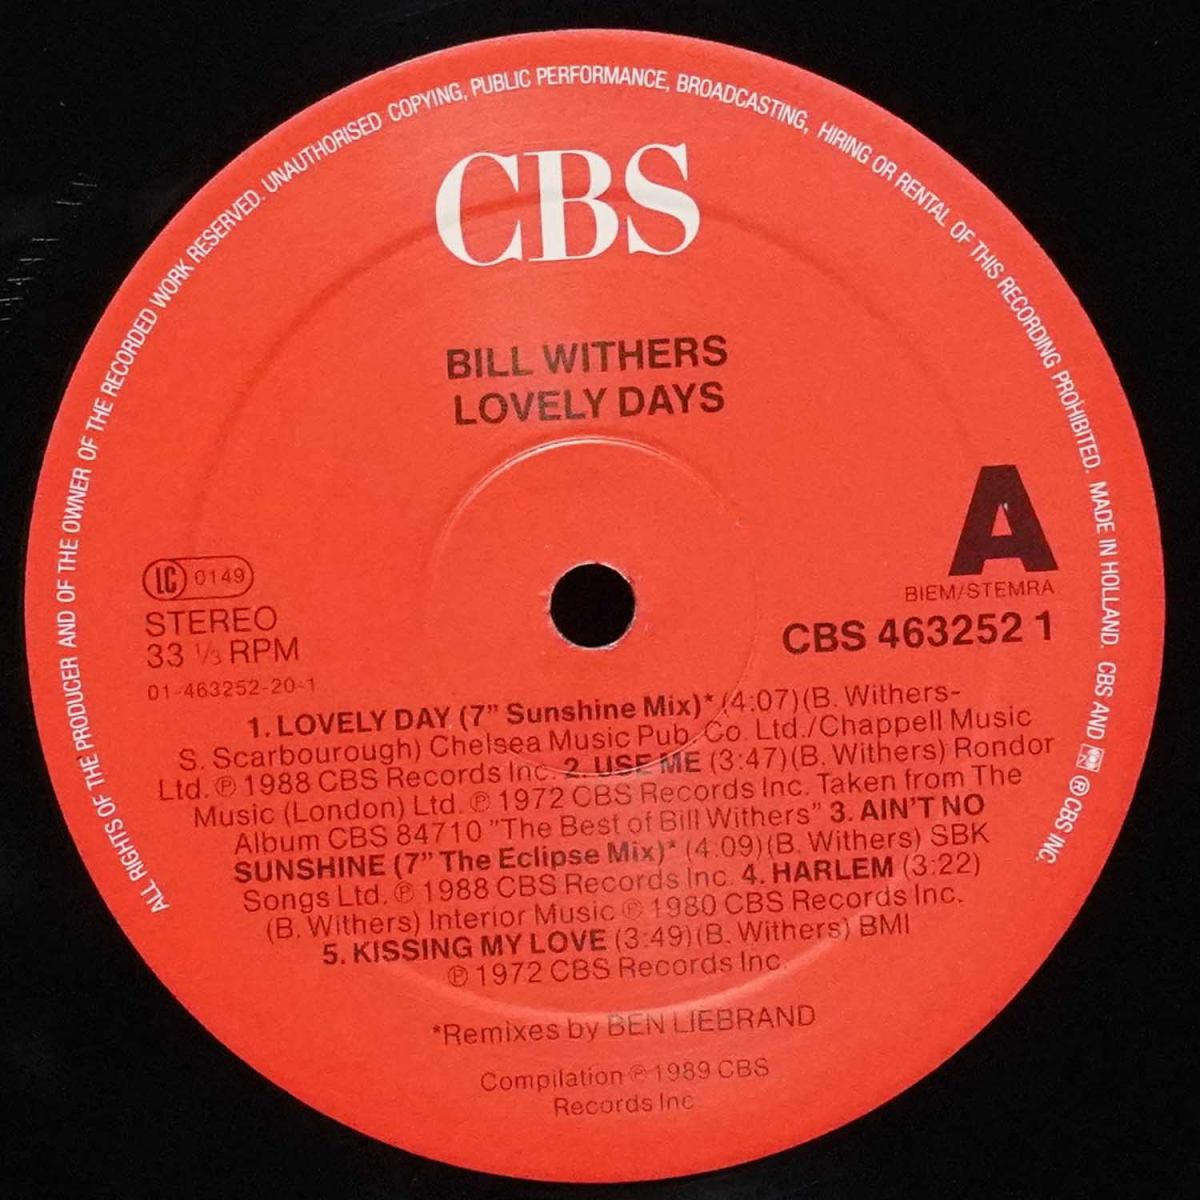 ALL RIGHTS OF THE PRODUCER AND OF THE OWNER OF THE RECORDED WORK RESERVED. UNAUTHORISED COPYING, PUBLIC PERFORMANCE, BROADCASTING, HIRING OR RENTAL OF THIS RECORDING PROHIBITED. MADE IN HOLLAND. CBS AND ® CBS INC.
CBS
BILL WITHERS
LOVELY DAYS
A
BIEM/STEMRA
CBS 463252 1
LC 0149
STEREO
33 ⅓ RPM
01-463252-20-1
1. LOVELY DAY (7" Sunshine Mix)* (4:07) (B. Withers-
S. Scarbourough) Chelsea Music Pub. Co. Ltd./Chappell Music
Ltd. ℗ 1988 CBS Records Inc. 2. USE ME (3:47) (B. Withers) Rondor
Music (London) Ltd. ℗ 1972 CBS Records Inc. Taken from The
Album CBS 84710 "The Best of Bill Withers" 3. AIN'T NO
SUNSHINE (7" The Eclipse Mix)* (4:09) (B. Withers) SBK
Songs Ltd. ℗ 1988 CBS Records Inc. 4. HARLEM (3:22)
(B. Withers) Interior Music ℗ 1980 CBS Records Inc.
5. KISSING MY LOVE (3:49) (B. Withers) BMI
℗ 1972 CBS Records Inc.
*Remixes by BEN LIEBRAND
Compilation ℗ 1989 CBS
Records Inc